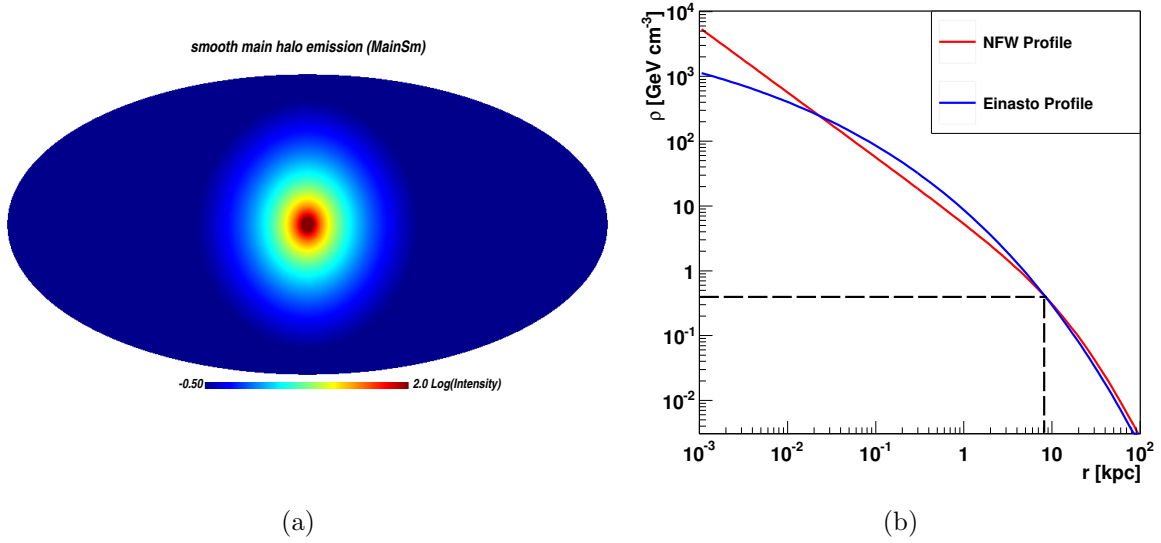 smooth main halo emission (MainSm)
-0.50 2.0 Log(Intensity)
(a)
ρ [GeV cm⁻³]
10⁴
10³
10²
10
1
10⁻¹
10⁻²
NFW Profile
Einasto Profile
10⁻³ 10⁻² 10⁻¹ 1 10 10²
r [kpc]
(b)